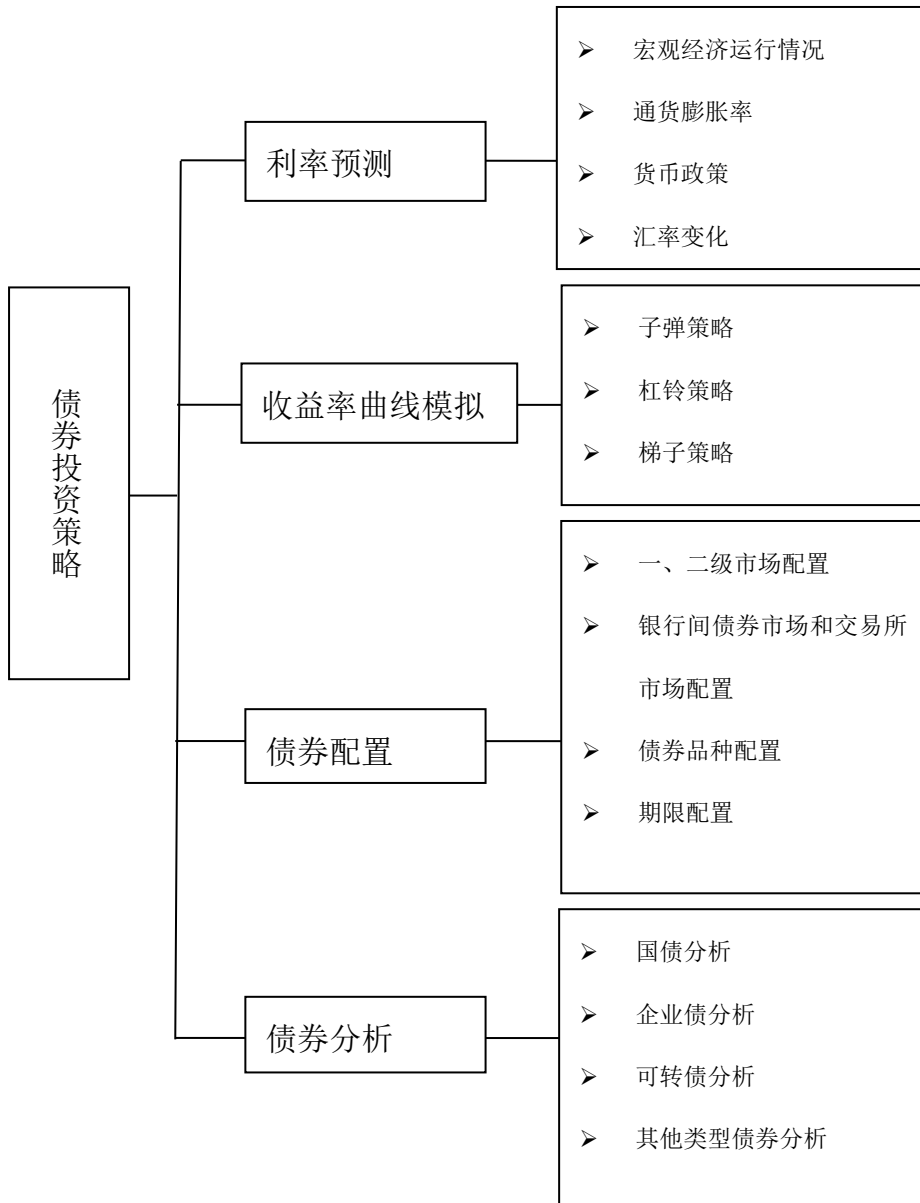 债券投资策略
利率预测
➢ 宏观经济运行情况
➢ 通货膨胀率
➢ 货币政策
➢ 汇率变化
收益率曲线模拟
➢ 子弹策略
➢ 杠铃策略
➢ 梯子策略
债券配置
➢ 一、二级市场配置
➢ 银行间债券市场和交易所
市场配置
➢ 债券品种配置
➢ 期限配置
债券分析
➢ 国债分析
➢ 企业债分析
➢ 可转债分析
➢ 其他类型债券分析